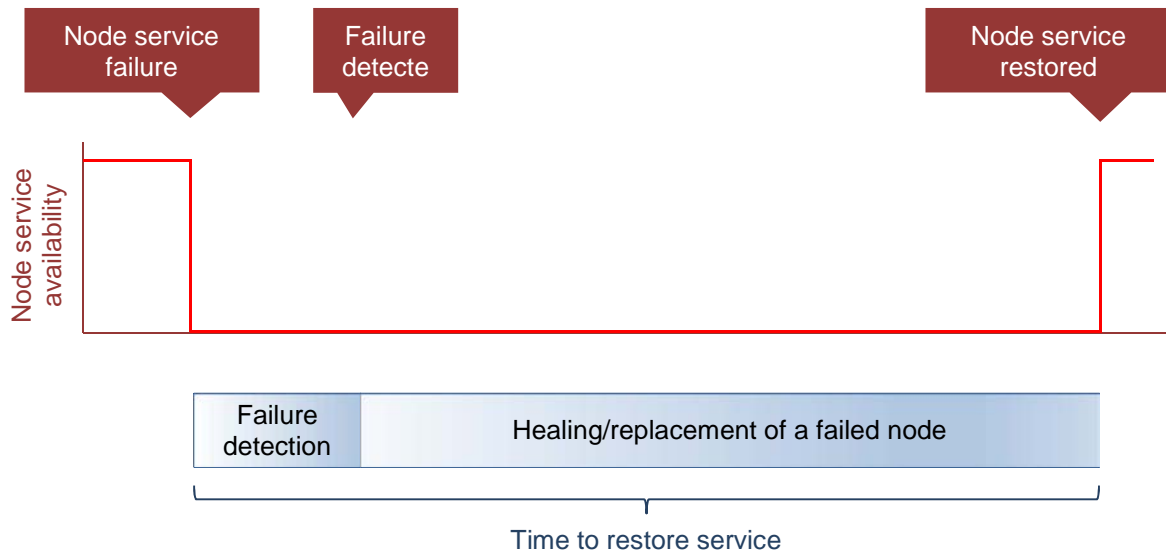 Node service
failure
Failure
detecte
Node service
restored
Node service
availability
Failure
detection
Healing/replacement of a failed node
Time to restore service